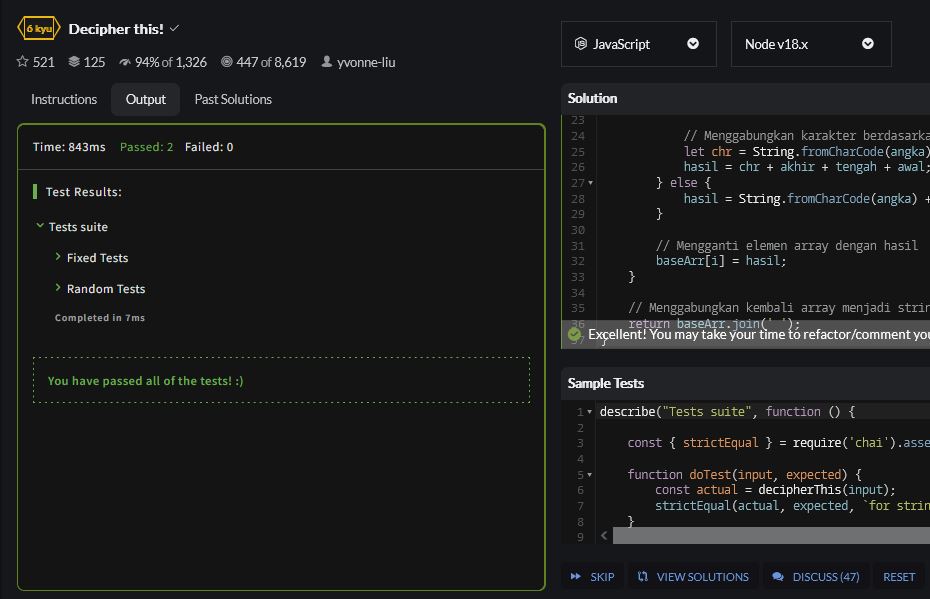 6 kyu Decipher this!
521 125 94% of 1,326 447 of 8,619 yvonne-liu
Instructions Output Past Solutions
Time: 843ms Passed: 2 Failed: 0
Test Results:
Tests suite
Fixed Tests
Random Tests
Completed in 7ms
You have passed all of the tests! :)
JavaScript Node v18.x
Solution
23
24 // Menggabungkan karakter berdasarka
25 let chr = String.fromCharCode(angka)
26 hasil = chr + akhir + tengah + awal;
27 } else {
28 hasil = String.fromCharCode(angka) +
29 }
30
31 // Mengganti elemen array dengan hasil
32 baseArr[i] = hasil;
33 }
34
35 // Menggabungkan kembali array menjadi strin
36 return baseArr.join(' ');
Excellent! You may take your time to refactor/comment you
37 }
Sample Tests
1 describe("Tests suite", function () {
2
3 const { strictEqual } = require('chai').asse
4
5 function doTest(input, expected) {
6 const actual = decipherThis(input);
7 strictEqual(actual, expected, `for strin
8 }
9
SKIP VIEW SOLUTIONS DISCUSS (47) RESET